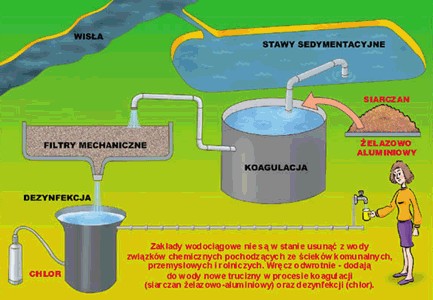 WISŁA
STAWY SEDYMENTACYJNE
SIARCZAN
ŻELAZOWO
ALUMINIOWY
FILTRY MECHANICZNE
KOAGULACJA
DEZYNFEKCJA
CHLOR
Zakłady wodociągowe nie są w stanie usunąć z wody
związków chemicznych pochodzących ze ścieków komunalnych,
przemysłowych i rolniczych. Wręcz odwrotnie - dodają
do wody nowe trucizny w procesie koagulacji
(siarczan żelazowo-aluminiowy) oraz dezynfekcji (chlor).